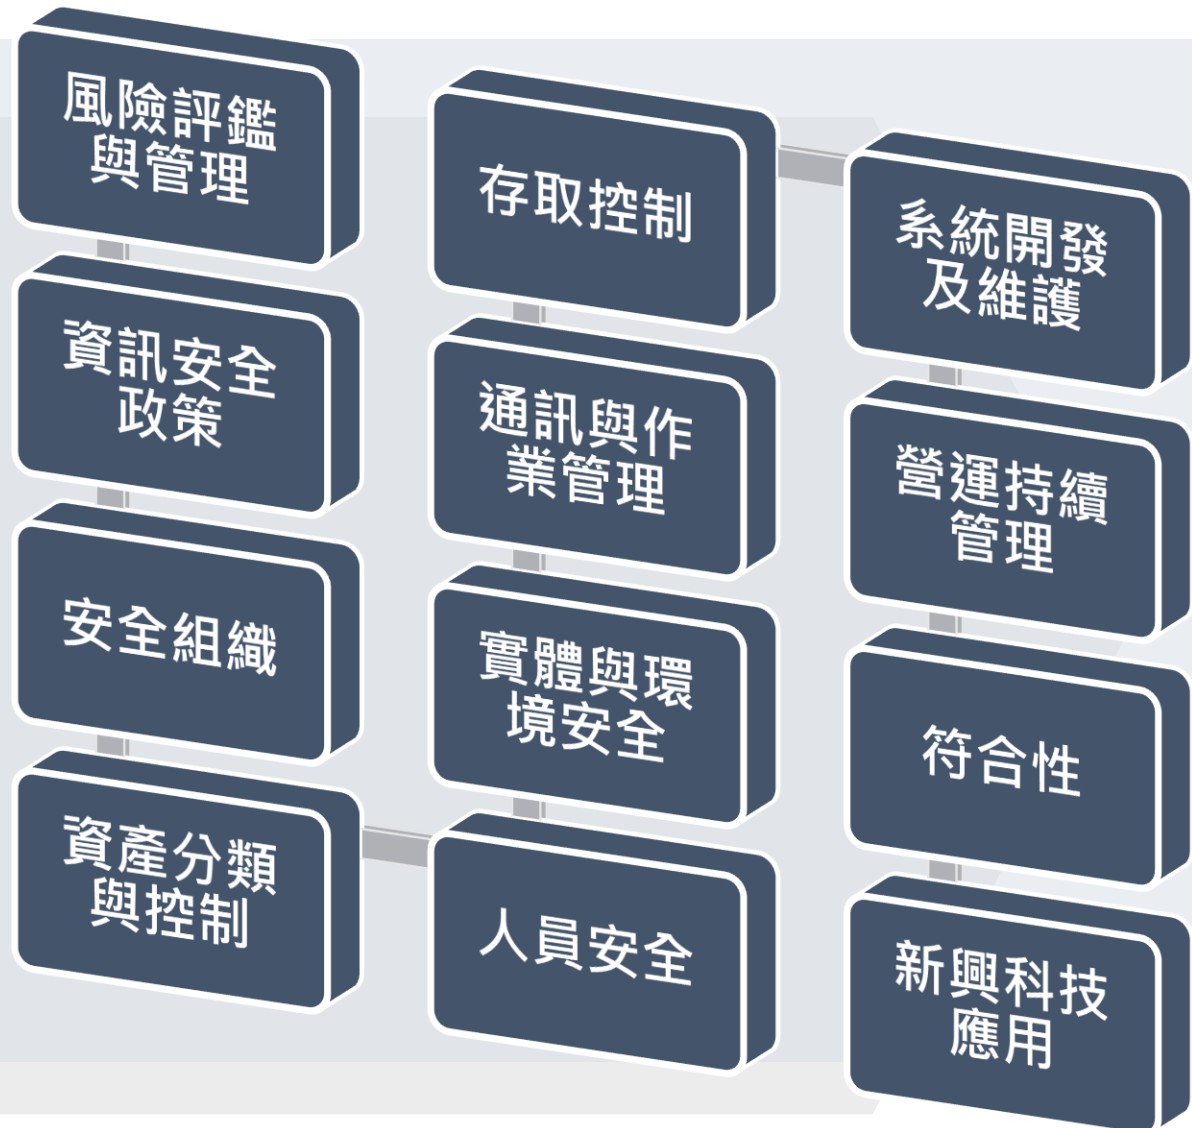 風險評鑑
與管理
資訊安全
政策
安全組織
資產分類
與控制
人員安全
實體與環
境安全
通訊與作
業管理
存取控制
系統開發
及維護
營運持續
管理
符合性
新興科技
應用